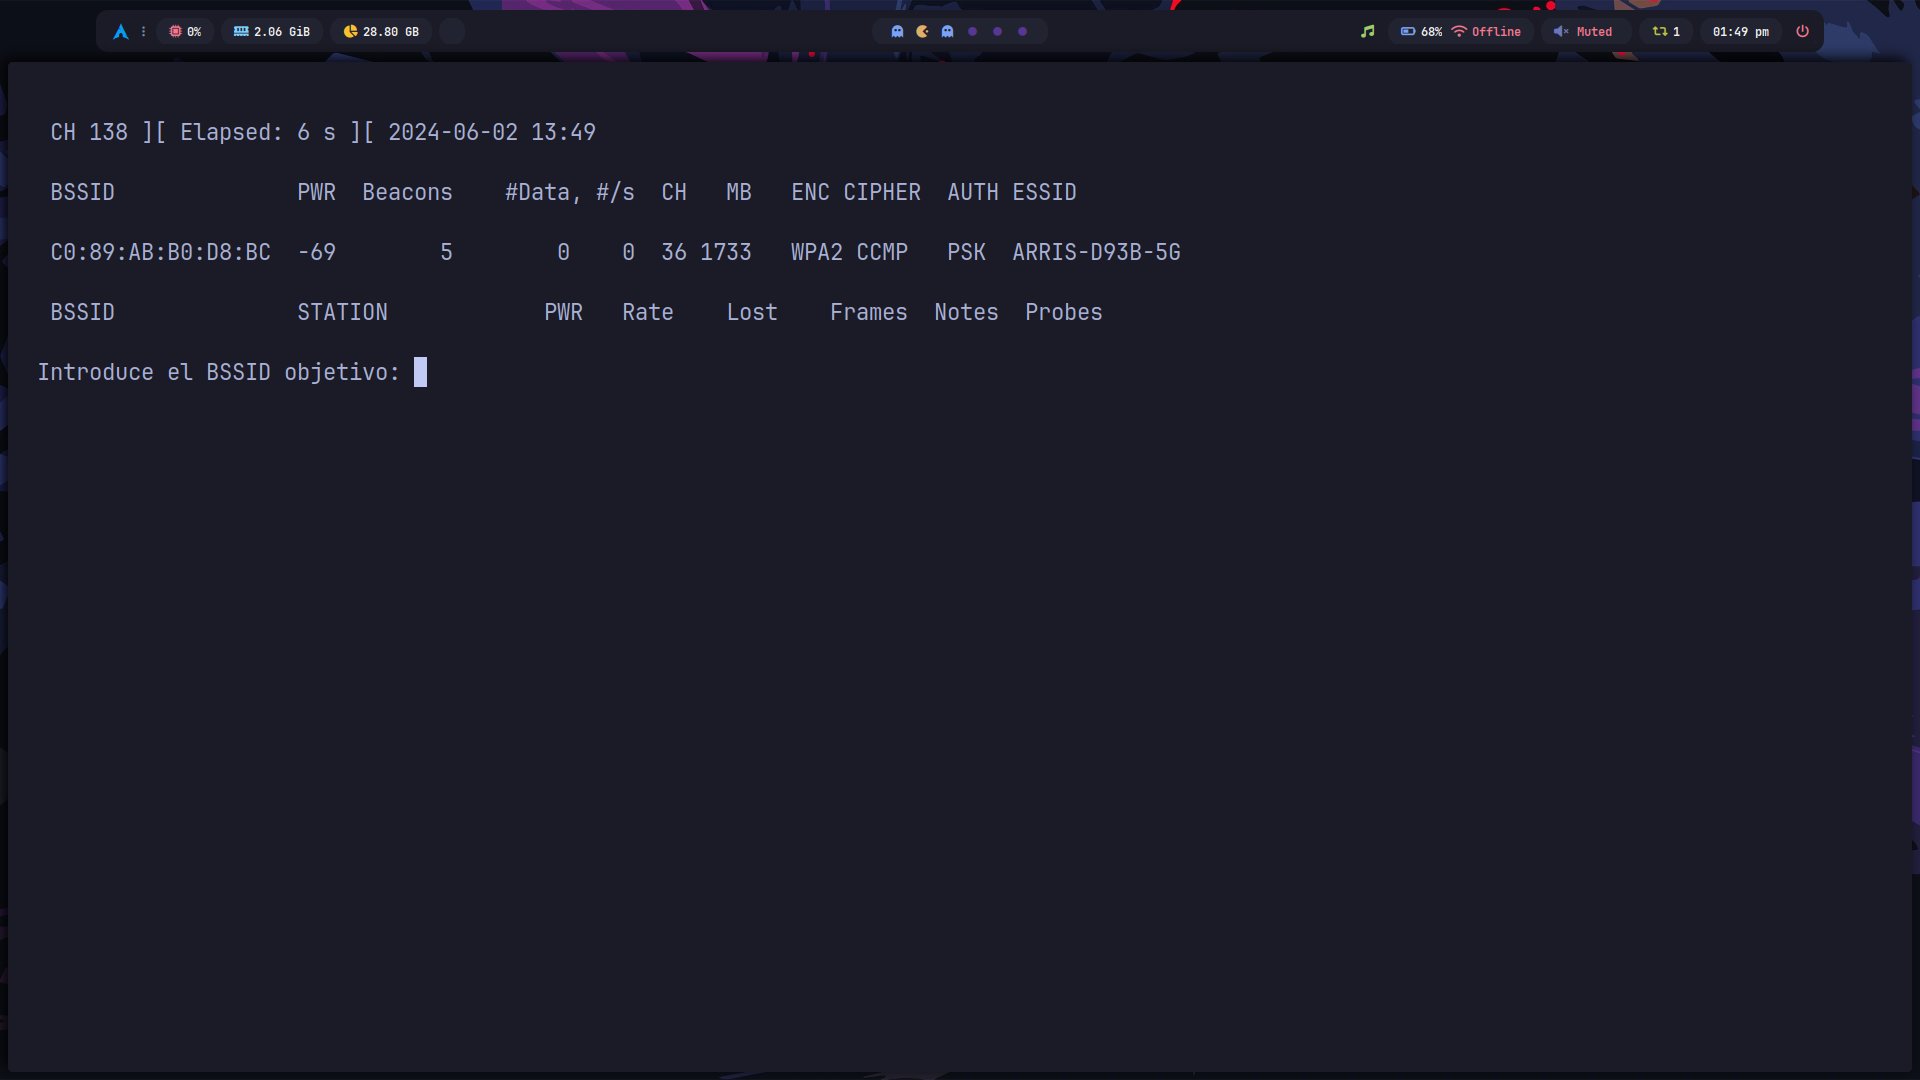 0% 2.06 GiB 28.80 GB 68% Offline Muted 1 01:49 pm
CH 138 ][ Elapsed: 6 s ][ 2024-06-02 13:49
BSSID PWR Beacons #Data, #/s CH MB ENC CIPHER AUTH ESSID
C0:89:AB:B0:D8:BC -69 5 0 0 36 1733 WPA2 CCMP PSK ARRIS-D93B-5G
BSSID STATION PWR Rate Lost Frames Notes Probes
Introduce el BSSID objetivo: